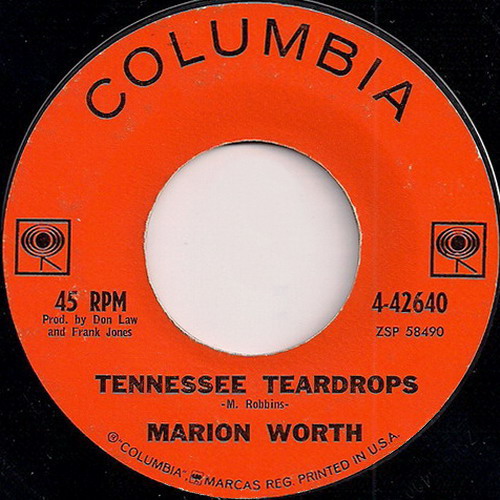 COLUMBIA
45 RPM
Prod. by Don Law
and Frank Jones
4-42640
ZSP 58490
TENNESSEE TEARDROPS
-M. Robbins-
MARION WORTH
Ⓟ"COLUMBIA", MARCAS REG. PRINTED IN U.S.A.